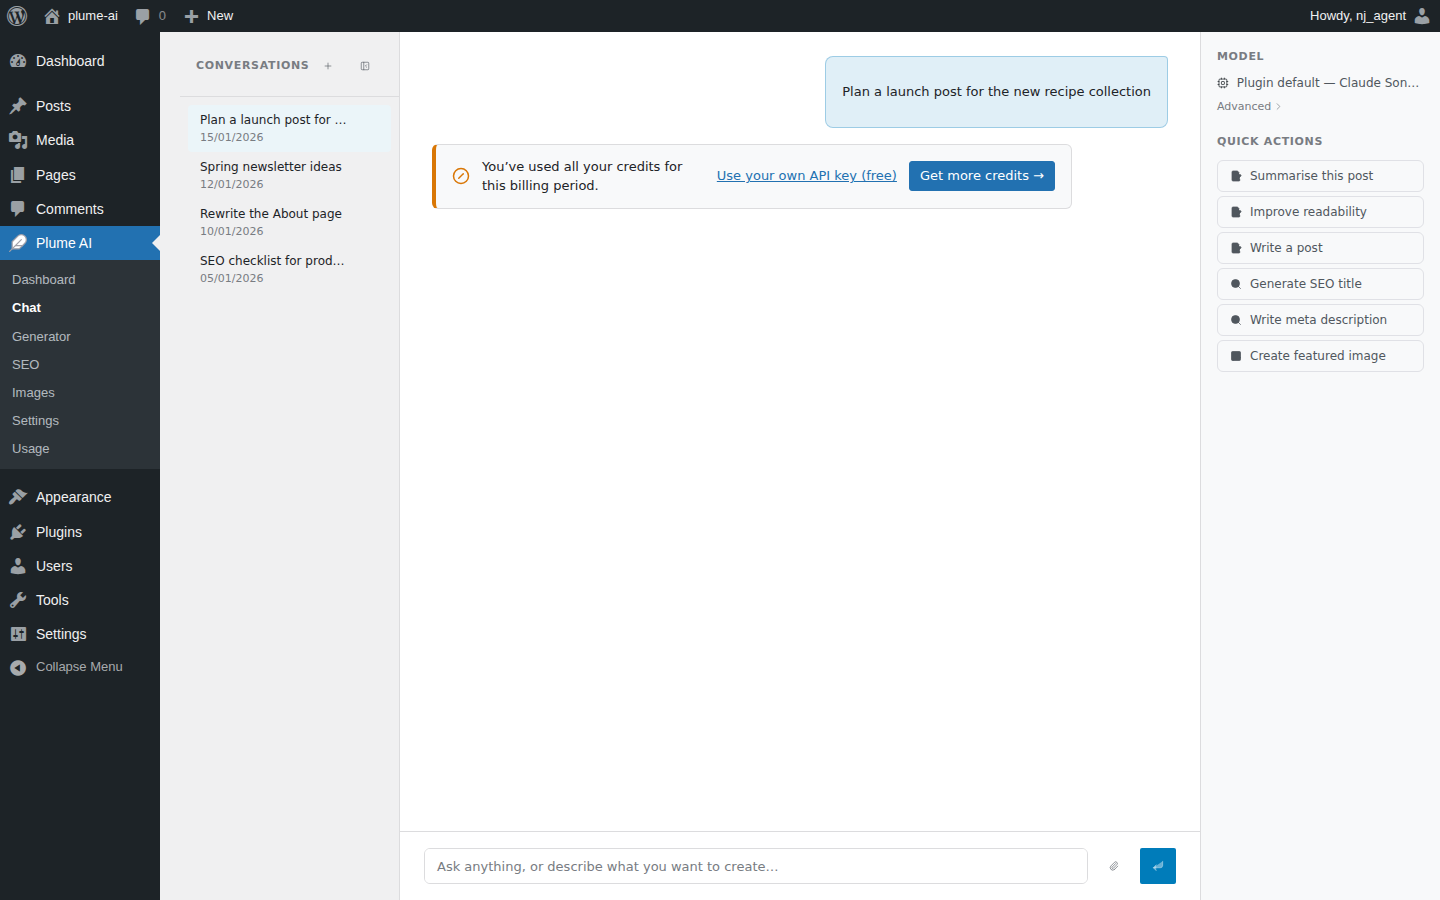 plume-ai
0
New
Howdy, nj_agent
Dashboard
Posts
Media
Pages
Comments
Plume AI
Dashboard
Chat
Generator
SEO
Images
Settings
Usage
Appearance
Plugins
Users
Tools
Settings
Collapse Menu
CONVERSATIONS
Plan a launch post for …
15/01/2026
Spring newsletter ideas
12/01/2026
Rewrite the About page
10/01/2026
SEO checklist for prod…
05/01/2026
Plan a launch post for the new recipe collection
You’ve used all your credits for
this billing period.
Use your own API key (free)
Get more credits →
Ask anything, or describe what you want to create…
MODEL
Plugin default — Claude Son…
Advanced
QUICK ACTIONS
Summarise this post
Improve readability
Write a post
Generate SEO title
Write meta description
Create featured image